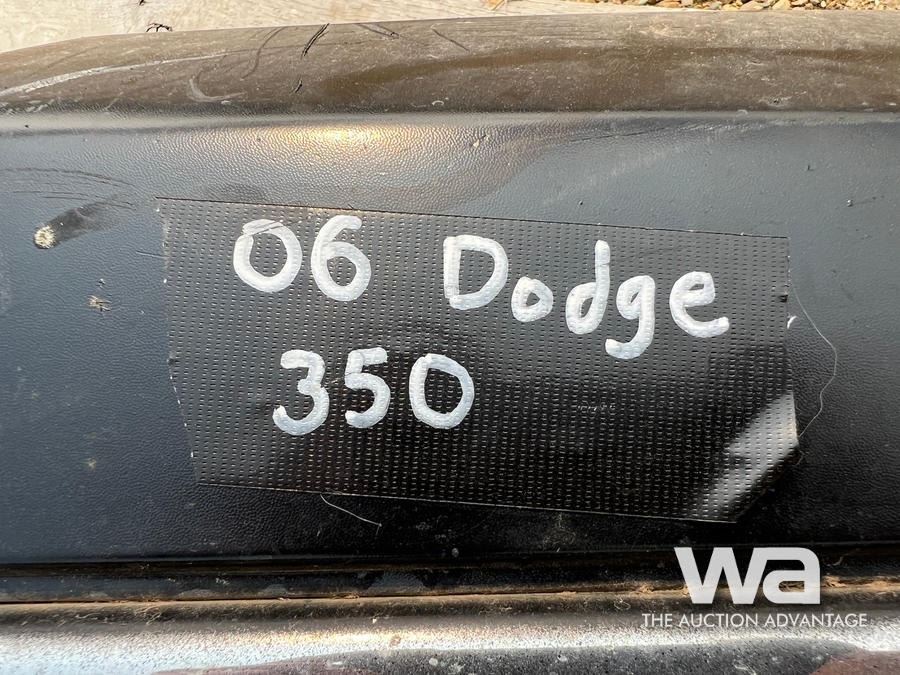 06 Dodge
350
wa
THE AUCTION ADVANTAGE